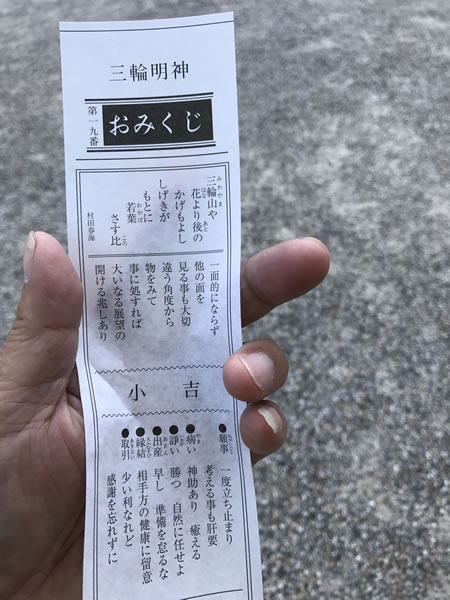 三輪明神
第一九番
おみくじ
三輪山や
花より後の
かげもよし
しげきが
もとに
若葉
さす比
村田春海
一面的にならず
他の面を
見る事も大切
違う角度から
物をみて
事に処すれば
大いなる展望の
開ける兆しあり
小吉
●願事 一度立ち止まり
考える事も肝要
●病い 神助あり 癒える
●諍い 勝つ 自然に任せよ
●出産 早し 準備を怠るな
●縁結 相手方の健康に留意
●取引 少い利なれど
感謝を忘れずに